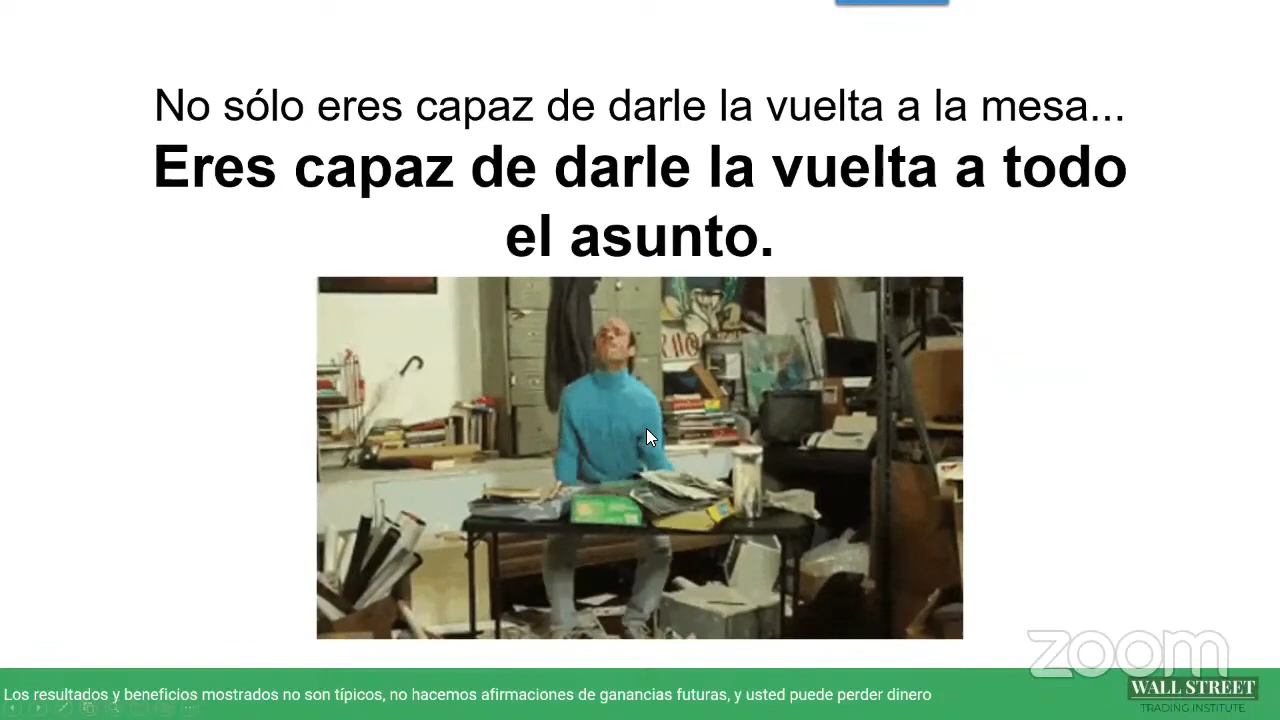 No sólo eres capaz de darle la vuelta a la mesa...
Eres capaz de darle la vuelta a todo
el asunto.
zoom
Los resultados y beneficios mostrados no son típicos, no hacemos afirmaciones de ganancias futuras, y usted puede perder dinero
WALL STREET
TRADING INSTITUTE